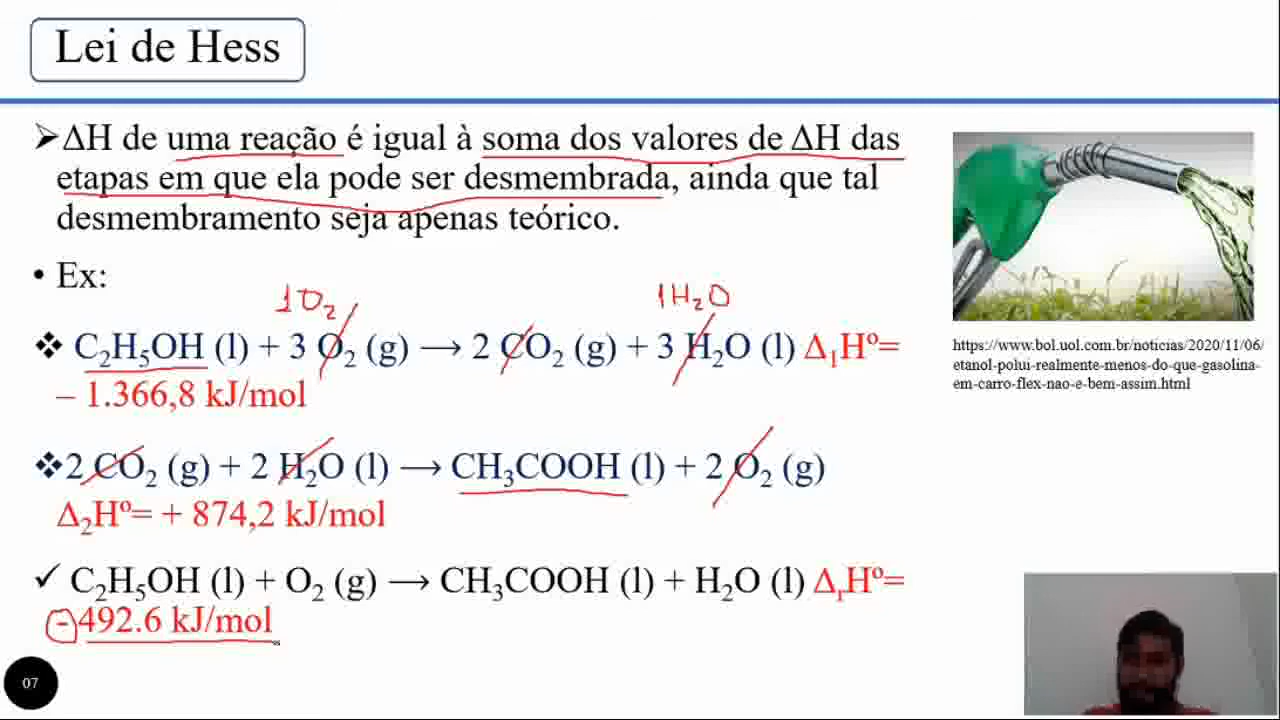 Lei de Hess
➢ΔH de uma reação é igual à soma dos valores de ΔH das
etapas em que ela pode ser desmembrada, ainda que tal
desmembramento seja apenas teórico.
• Ex:
1O₂ 1H₂O
❖ C₂H₅OH (l) + 3 O₂ (g) → 2 CO₂ (g) + 3 H₂O (l) Δ₁Hº=
– 1.366,8 kJ/mol
❖2 CO₂ (g) + 2 H₂O (l) → CH₃COOH (l) + 2 O₂ (g)
Δ₂Hº= + 874,2 kJ/mol
✓ C₂H₅OH (l) + O₂ (g) → CH₃COOH (l) + H₂O (l) ΔᵣHº=
-492.6 kJ/mol
https://www.bol.uol.com.br/noticias/2020/11/06/
etanol-polui-realmente-menos-do-que-gasolina-
em-carro-flex-nao-e-bem-assim.html
07